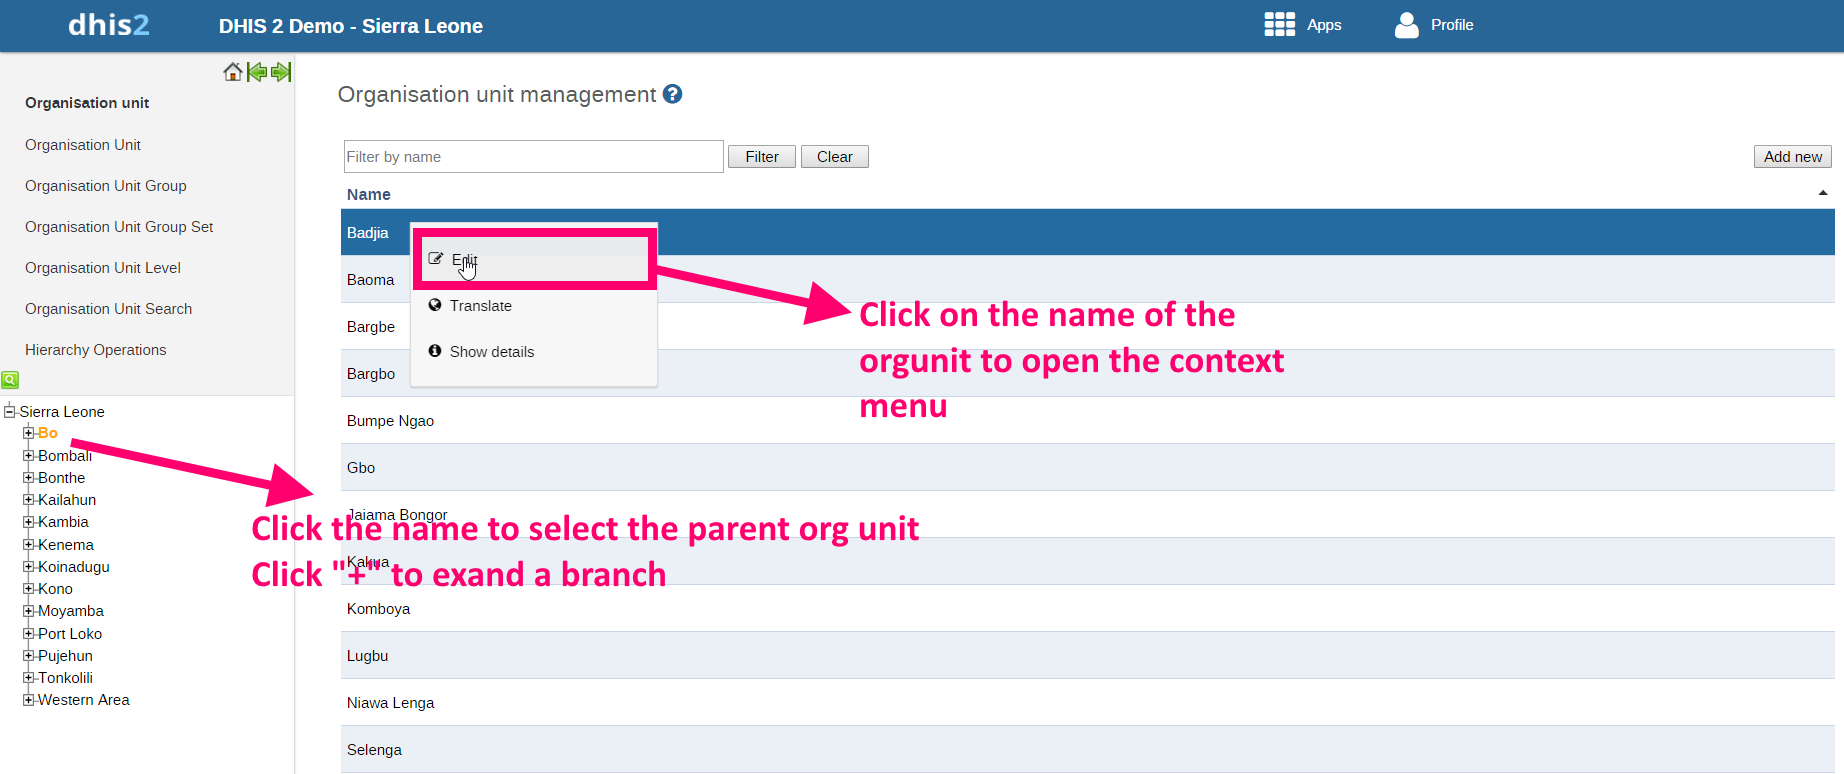 dhis2
DHIS 2 Demo - Sierra Leone
Apps
Profile
Organisation unit
Organisation Unit
Organisation Unit Group
Organisation Unit Group Set
Organisation Unit Level
Organisation Unit Search
Hierarchy Operations
Sierra Leone
Bo
Bombali
Bonthe
Kailahun
Kambia
Kenema
Koinadugu
Kono
Moyamba
Port Loko
Pujehun
Tonkolili
Western Area
Organisation unit management ?
Filter by name
Filter
Clear
Add new
Name
Badjia
Baoma
Bargbe
Bargbo
Bumpe Ngao
Gbo
Jaiama Bongor
Kakua
Komboya
Lugbu
Niawa Lenga
Selenga
Edit
Translate
Show details
Click on the name of the
orgunit to open the context
menu
Click the name to select the parent org unit
Click "+" to exand a branch